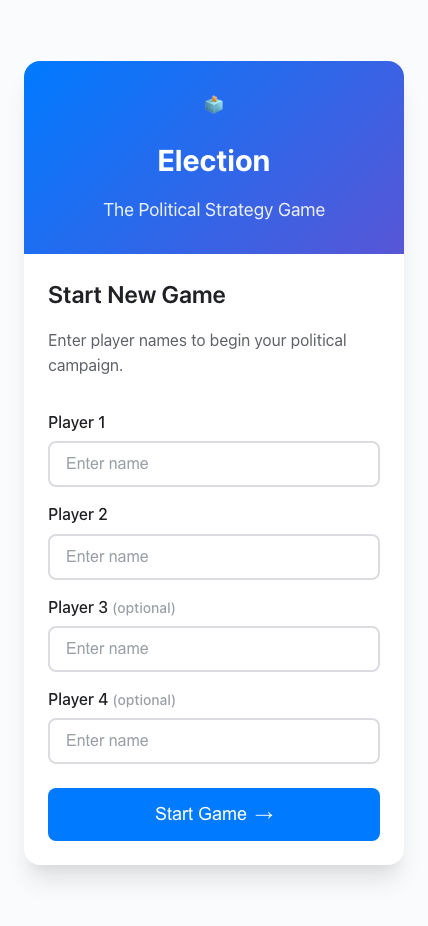 Election
The Political Strategy Game
Start New Game
Enter player names to begin your political
campaign.
Player 1
Enter name
Player 2
Enter name
Player 3 (optional)
Enter name
Player 4 (optional)
Enter name
Start Game →